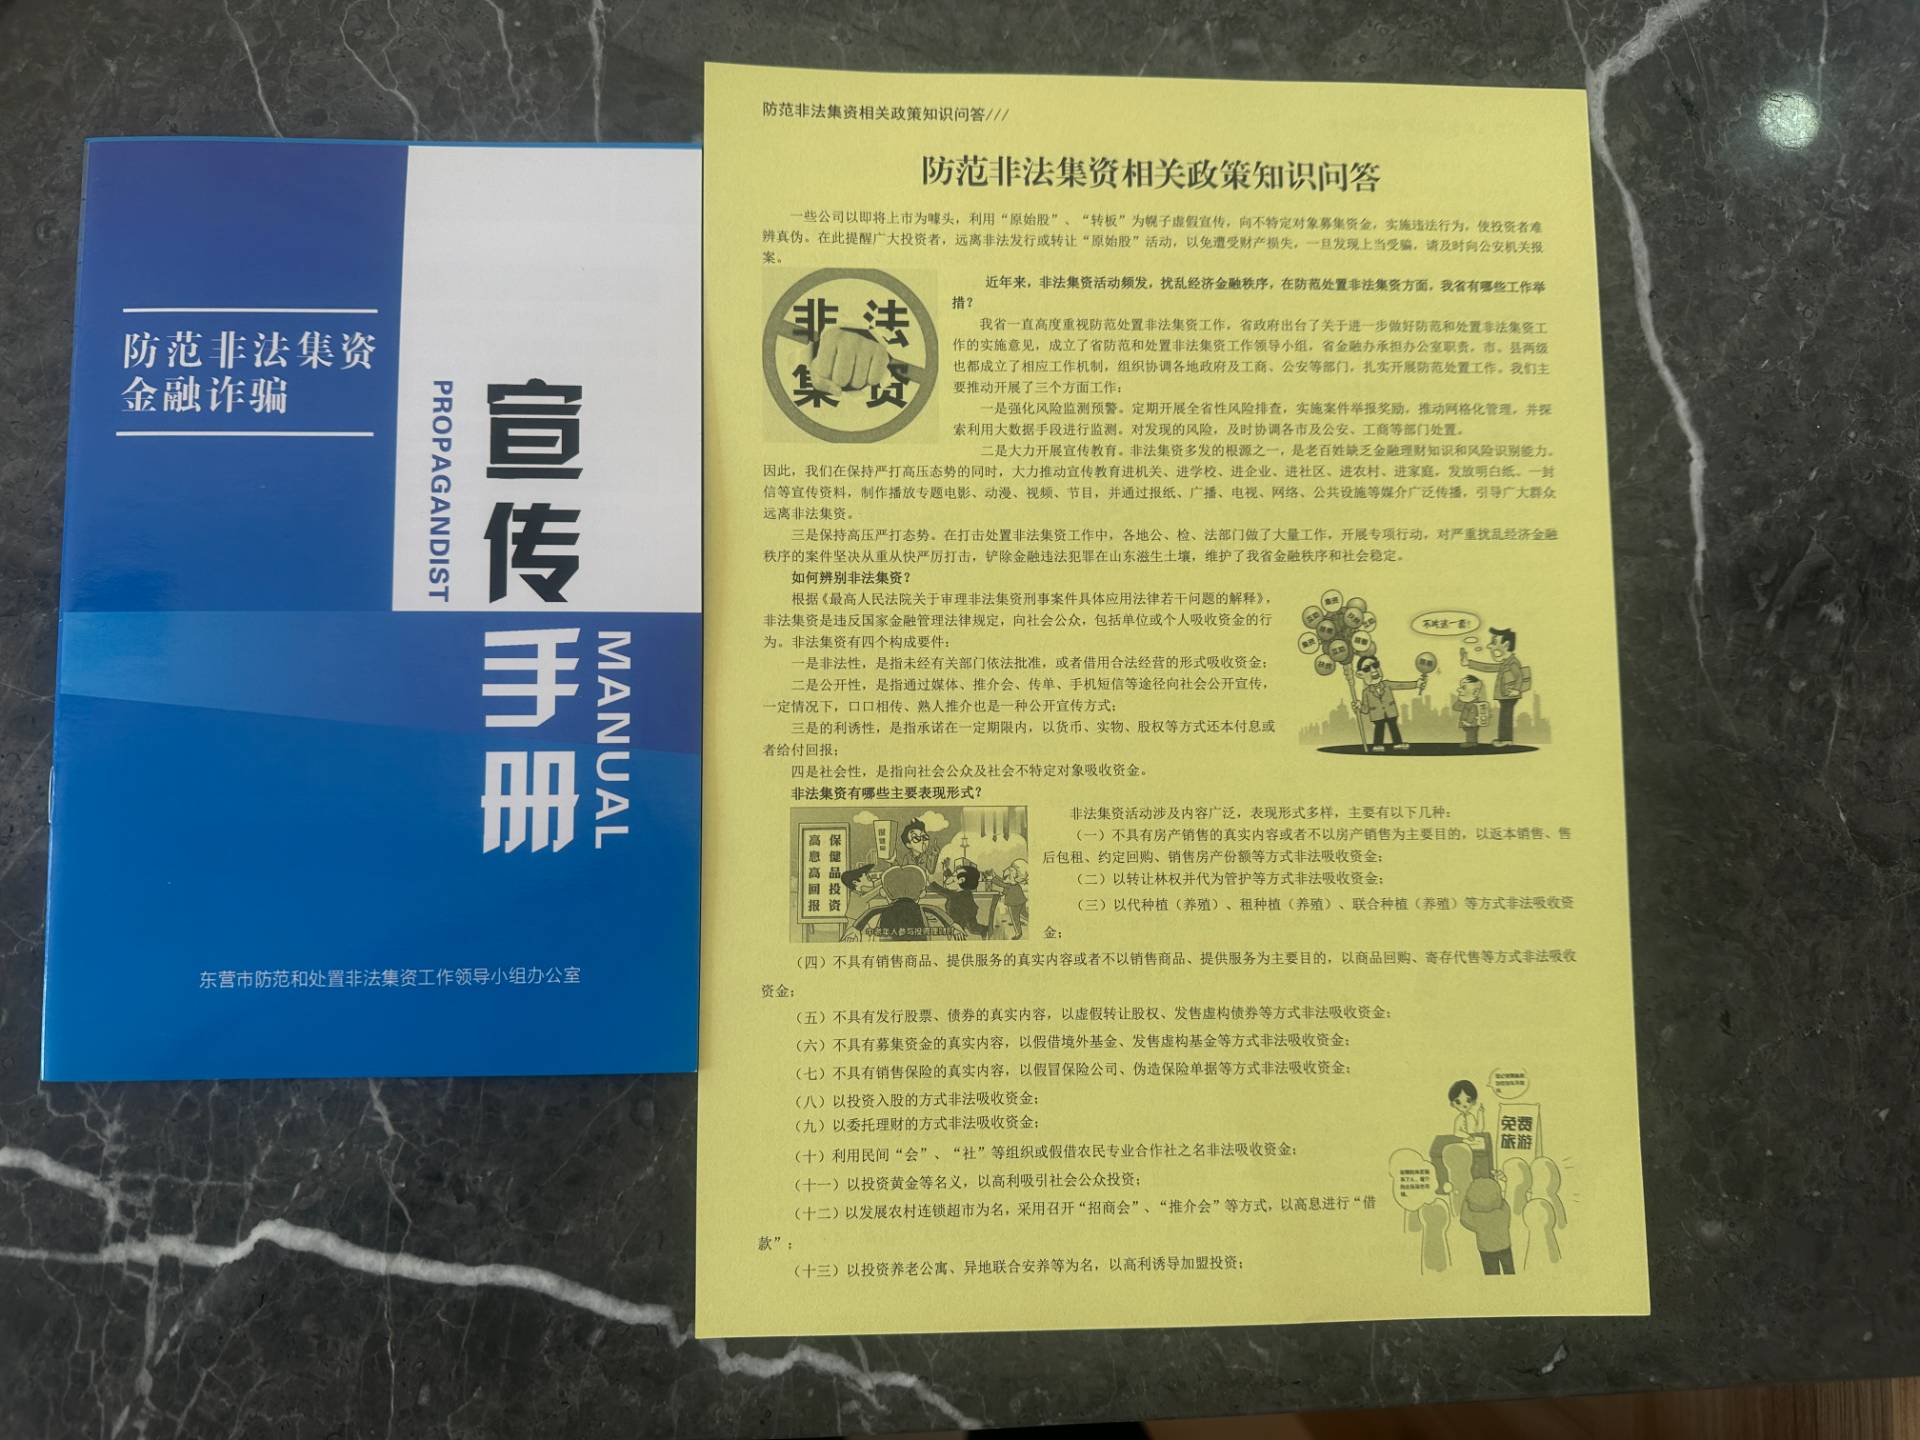 防范非法集资
金融诈骗
PROPAGANDIST
宣传手册
MANUAL
东营市防范和处置非法集资工作领导小组办公室
防范非法集资相关政策知识问答///
防范非法集资相关政策知识问答
一些公司以即将上市为噱头，利用“原始股”、“转板”为幌子虚假宣传，向不特定对象募集资金，实施违法行为，使投资者难
辨真伪。在此提醒广大投资者，远离非法发行或转让“原始股”活动，以免遭受财产损失，一旦发现上当受骗，请及时向公安机关报
案。
非法
集资
近年来，非法集资活动频发，扰乱经济金融秩序，在防范处置非法集资方面，我省有哪些工作举
措？
我省一直高度重视防范处置非法集资工作，省政府出台了关于进一步做好防范和处置非法集资工
作的实施意见，成立了省防范和处置非法集资工作领导小组，省金融办承担办公室职责，市、县两级
也都成立了相应工作机制，组织协调各地政府及工商、公安等部门，扎实开展防范处置工作。我们主
要推动开展了三个方面工作：
一是强化风险监测预警。定期开展全省性风险排查，实施案件举报奖励，推动网格化管理，并探
索利用大数据手段进行监测。对发现的风险，及时协调各市及公安、工商等部门处置。
二是大力开展宣传教育。非法集资多发的根源之一，是老百姓缺乏金融理财知识和风险识别能力。
因此，我们在保持严打高压态势的同时，大力推动宣传教育进机关、进学校、进企业、进社区、进农村、进家庭，发放明白纸、一封
信等宣传资料，制作播放专题电影、动漫、视频、节目，并通过报纸、广播、电视、网络、公共设施等媒介广泛传播，引导广大群众
远离非法集资。
三是保持高压严打态势。在打击处置非法集资工作中，各地公、检、法部门做了大量工作，开展专项行动，对严重扰乱经济金融
秩序的案件坚决从重从快严厉打击，铲除金融违法犯罪在山东滋生土壤，维护了我省金融秩序和社会稳定。
如何辨别非法集资？
根据《最高人民法院关于审理非法集资刑事案件具体应用法律若干问题的解释》，
非法集资是违反国家金融管理法律规定，向社会公众，包括单位或个人吸收资金的行
为。非法集资有四个构成要件：
一是非法性，是指未经有关部门依法批准，或者借用合法经营的形式吸收资金；
二是公开性，是指通过媒体、推介会、传单、手机短信等途径向社会公开宣传，
一定情况下，口口相传、熟人推介也是一种公开宣传方式；
三是的利诱性，是指承诺在一定期限内，以货币、实物、股权等方式还本付息或
者给付回报；
四是社会性，是指向社会公众及社会不特定对象吸收资金。
不吃这一套！
非法集资有哪些主要表现形式？
保健品投资
高息高回报
中老年人参与投资理财时
非法集资活动涉及内容广泛，表现形式多样，主要有以下几种：
（一）不具有房产销售的真实内容或者不以房产销售为主要目的，以返本销售、售
后包租、约定回购、销售房产份额等方式非法吸收资金；
（二）以转让林权并代为管护等方式非法吸收资金；
（三）以代种植（养殖）、租种植（养殖）、联合种植（养殖）等方式非法吸收资
金；
（四）不具有销售商品、提供服务的真实内容或者不以销售商品、提供服务为主要目的，以商品回购、寄存代售等方式非法吸收
资金；
（五）不具有发行股票、债券的真实内容，以虚假转让股权、发售虚构债券等方式非法吸收资金；
（六）不具有募集资金的真实内容，以假借境外基金、发售虚构基金等方式非法吸收资金；
（七）不具有销售保险的真实内容，以假冒保险公司、伪造保险单据等方式非法吸收资金；
（八）以投资入股的方式非法吸收资金；
（九）以委托理财的方式非法吸收资金；
（十）利用民间“会”、“社”等组织或假借农民专业合作社之名非法吸收资金；
（十一）以投资黄金等名义，以高利吸引社会公众投资；
（十二）以发展农村连锁超市为名，采用召开“招商会”、“推介会”等方式，以高息进行“借
款”；
（十三）以投资养老公寓、异地联合安养等为名，以高利诱导加盟投资；
免费
旅游